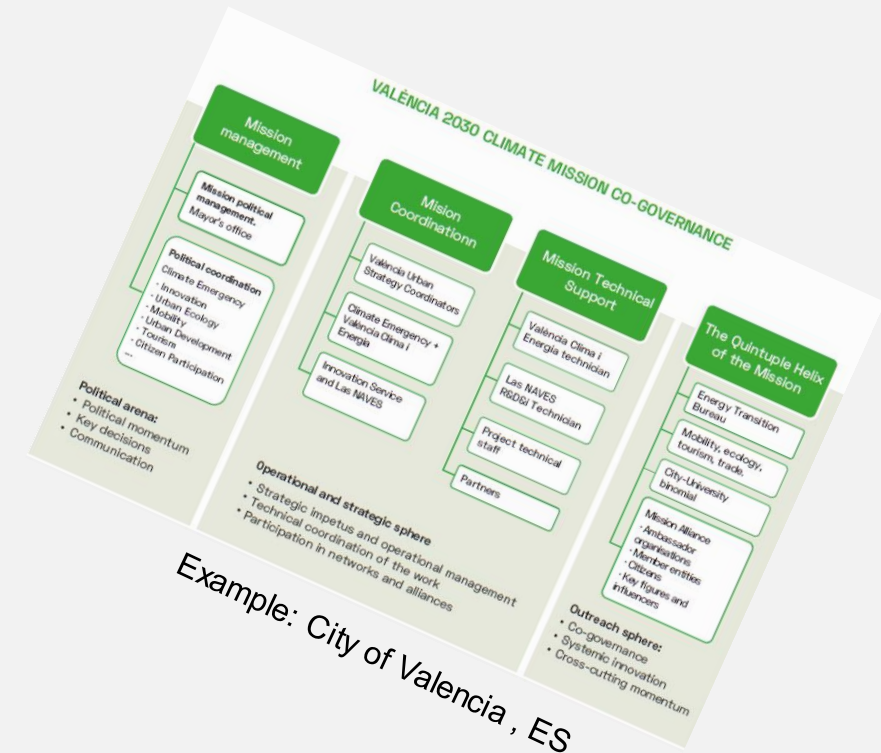 VALÈNCIA 2030 CLIMATE MISSION CO-GOVERNANCE
Mission
management
Mission political
management.
Mayor's office
Political coordination
Climate Emergency
· Innovation
· Urban Ecology
· Mobility
· Urban Development
· Tourism
· Citizen Participation
...
Political arena:
• Political momentum
• Key decisions
• Communication
Mision
Coordinationn
València Urban
Strategy Coordinators
Climate Emergency +
València Clima i
Energia
Innovation Service
and Las NAVES
Mission Technical
Support
València Clima i
Energia technician
Las NAVES
R&D&I Technician
Project technical
staff
Partners
Operational and strategic sphere
• Strategic impetus and operational management
• Technical coordination of the work
• Participation in networks and alliances
The Quintuple Helix
of the Mission
Energy Transition
Bureau
Mobility, ecology,
tourism, trade.
City-University
binomial
Mission Alliance
· Ambassador
organisations
· Member entities
· Citizens
· Key figures and
influencers
Outreach sphere:
• Co-governance
• Systemic innovation
• Cross-cutting momentum
Example: City of Valencia , ES